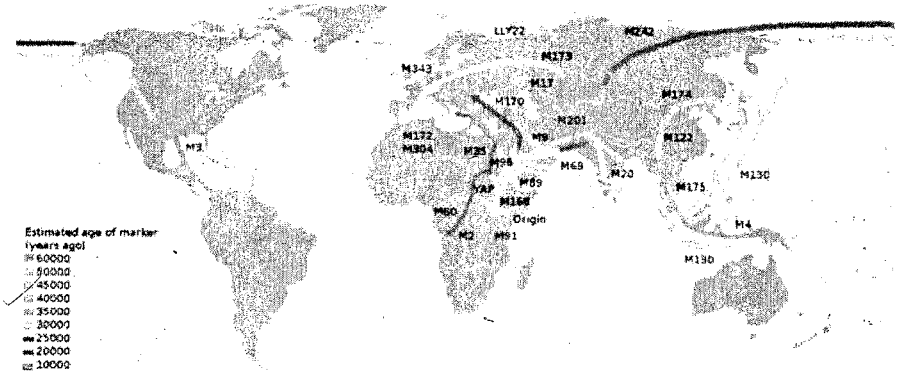 LLY22
M242
M173
M343
M17
M174
M170
M201
M172
M9
M122
M304
M35
M3
M96
M69
M20
M89
M130
M175
YAP
M168
M60
Origin
M4
M2
M91
M130
Estimated age of marker
(years ago)
60000
50000
45000
40000
35000
30000
25000
20000
10000